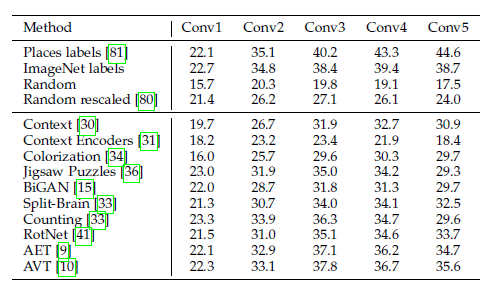 Method Conv1 Conv2 Conv3 Conv4 Conv5
Places labels [81] 22.1 35.1 40.2 43.3 44.6
ImageNet labels 22.7 34.8 38.4 39.4 38.7
Random 15.7 20.3 19.8 19.1 17.5
Random rescaled [80] 21.4 26.2 27.1 26.1 24.0
Context [30] 19.7 26.7 31.9 32.7 30.9
Context Encoders [31] 18.2 23.2 23.4 21.9 18.4
Colorization [34] 16.0 25.7 29.6 30.3 29.7
Jigsaw Puzzles [36] 23.0 31.9 35.0 34.2 29.3
BiGAN [15] 22.0 28.7 31.8 31.3 29.7
Split-Brain [33] 21.3 30.7 34.0 34.1 32.5
Counting [33] 23.3 33.9 36.3 34.7 29.6
RotNet [41] 21.5 31.0 35.1 34.6 33.7
AET [9] 22.1 32.9 37.1 36.2 34.7
AVT [10] 22.3 33.1 37.8 36.7 35.6